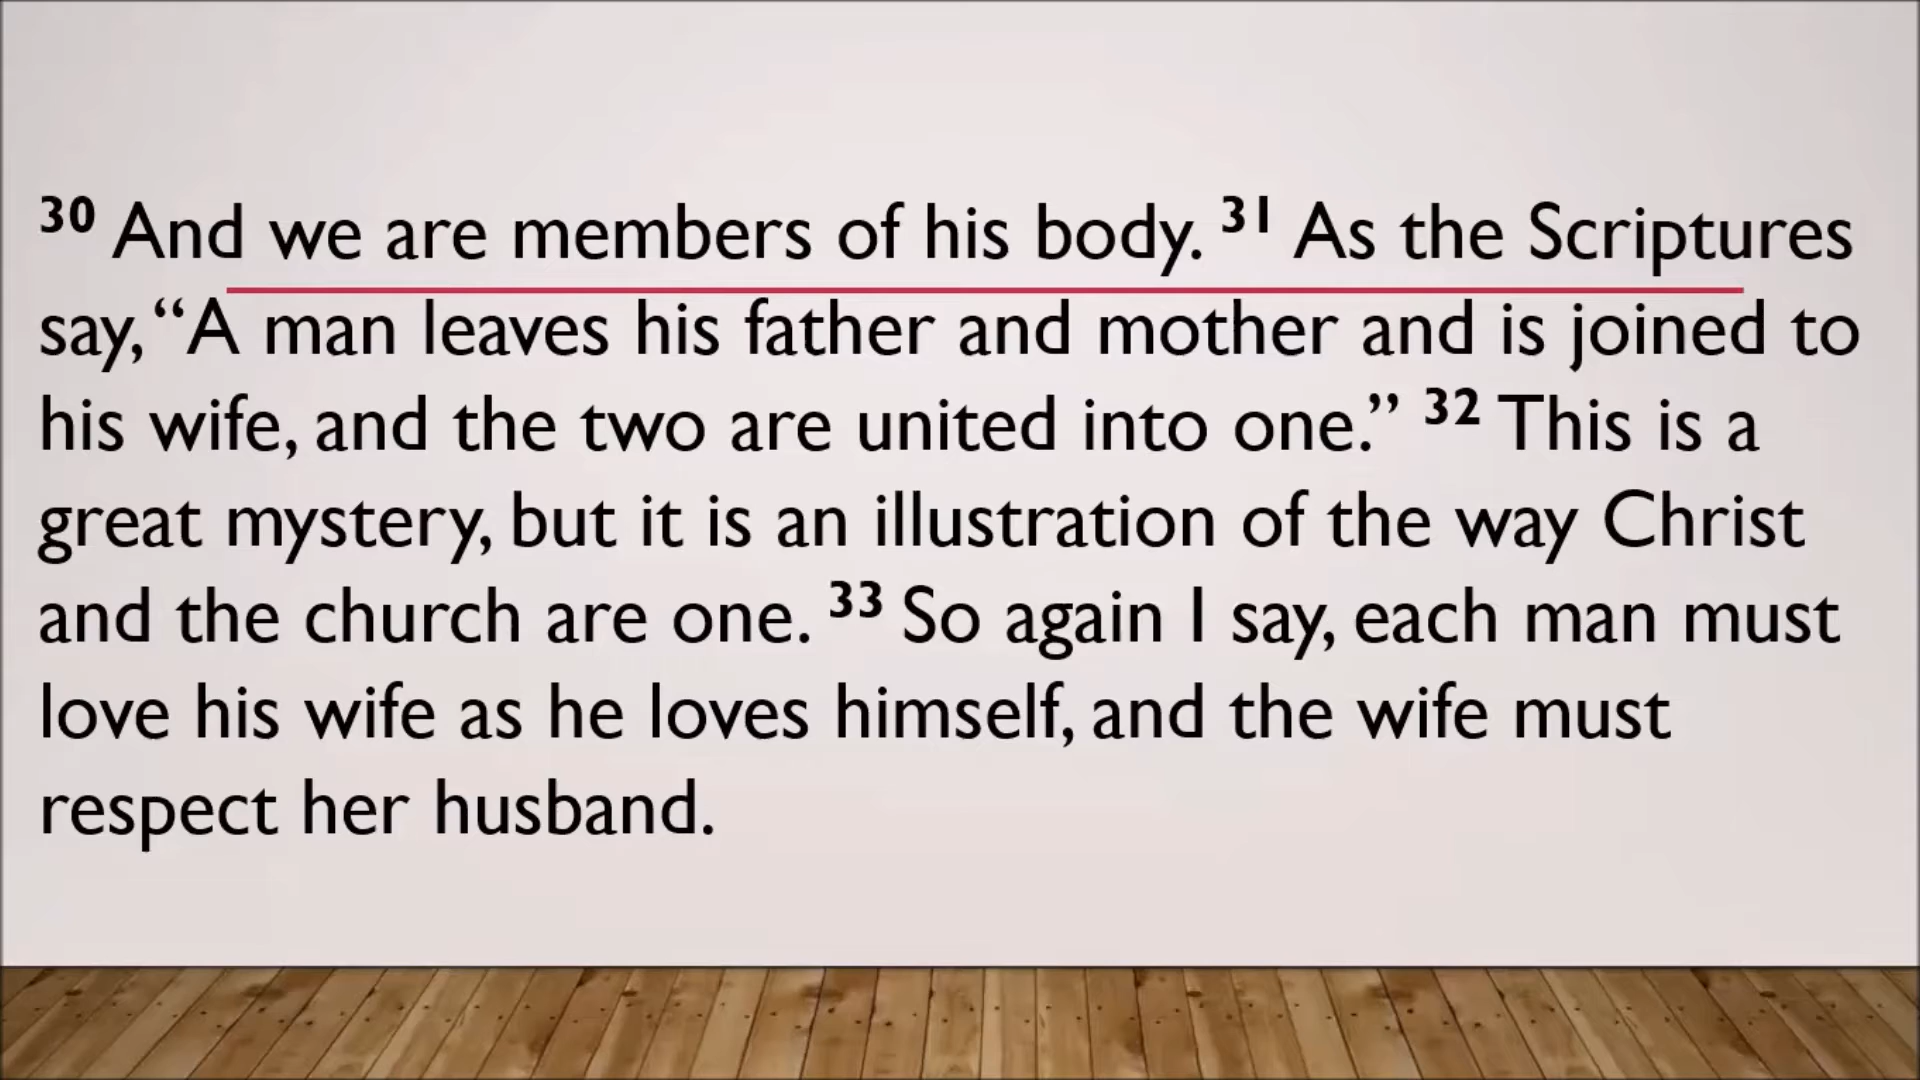 30 And we are members of his body. 31 As the Scriptures
say, “A man leaves his father and mother and is joined to
his wife, and the two are united into one.” 32 This is a
great mystery, but it is an illustration of the way Christ
and the church are one. 33 So again I say, each man must
love his wife as he loves himself, and the wife must
respect her husband.